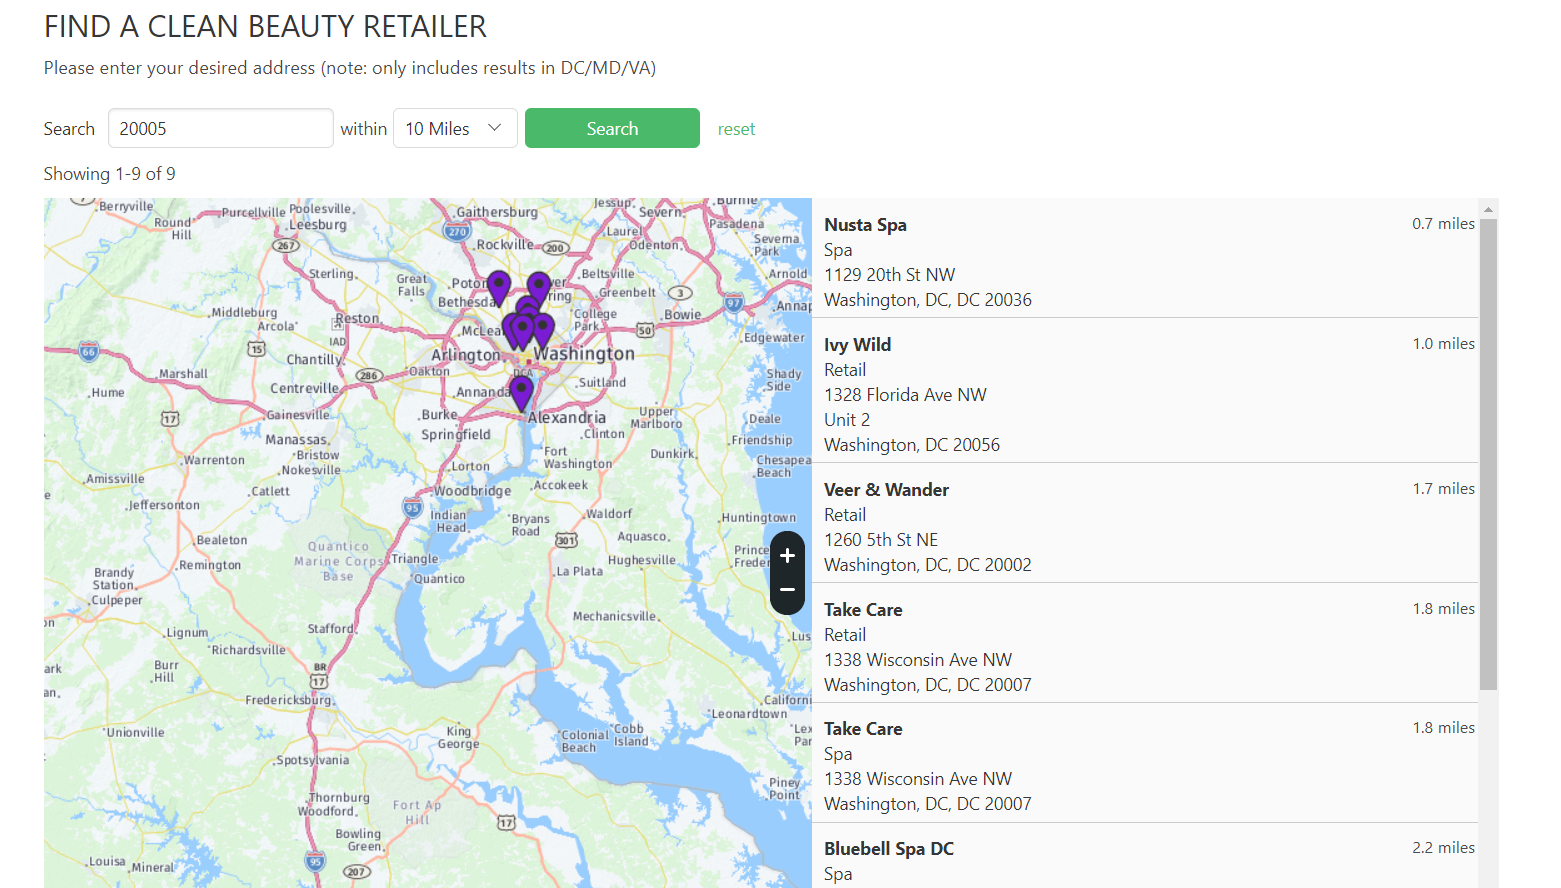 FIND A CLEAN BEAUTY RETAILER
Please enter your desired address (note: only includes results in DC/MD/VA)
Search
20005
within
10 Miles
Search
reset
Showing 1-9 of 9
Berryville
Round Hill
Purcellville
Poolesville
Leesburg
267
Gaithersburg
270
Rockville
200
Jessup
Severn
Laurel
Odenton
Pasadena
Severna Park
Arnold
Sterling
Great Falls
Bethesda
Beltsville
Greenbelt
3
97
College Park
Bowie
50
Edgewater
Middleburg
Arcola
Reston
IAD
McLean
66
15
Chantilly
Arlington
Washington
Marshall
286
Oakton
DCA
Suitland
Shady Side
Hume
Centreville
Annanda
17
Gainesville
Burke
Alexandria
Upper Marlboro
Deale
Manassas
Springfield
Clinton
Friendship
Warrenton
Bristow
Nokesville
Lorton
Fort Washington
Dunkirk
Chesapea
Beach
Amissville
Catlett
Woodbridge
Accokeek
Jeffersonton
95
Indian Head
Bryans Road
Waldorf
Huntingtown
Bealeton
Quantico Marine Corps Base
301
Aquasco
Prince
Freder
Remington
Triangle
Hughesville
Brandy Station
Quantico
La Plata
Culpeper
Mechanicsville
Lignum
Stafford
Lus
Richardsville
Burr Hill
BR
17
Fredericksburg
Californi
Leonardtown
Unionville
King George
Colonial Beach
Cobb Island
Lex
Par
Spotsylvania
Piney Point
Thornburg
Woodford
Fort Ap Hill
17
Bowling Green
Louisa
Mineral
95
207
+
−
Nusta Spa
0.7 miles
Spa
1129 20th St NW
Washington, DC, DC 20036
Ivy Wild
1.0 miles
Retail
1328 Florida Ave NW
Unit 2
Washington, DC 20056
Veer & Wander
1.7 miles
Retail
1260 5th St NE
Washington, DC, DC 20002
Take Care
1.8 miles
Retail
1338 Wisconsin Ave NW
Washington, DC, DC 20007
Take Care
1.8 miles
Spa
1338 Wisconsin Ave NW
Washington, DC, DC 20007
Bluebell Spa DC
2.2 miles
Spa